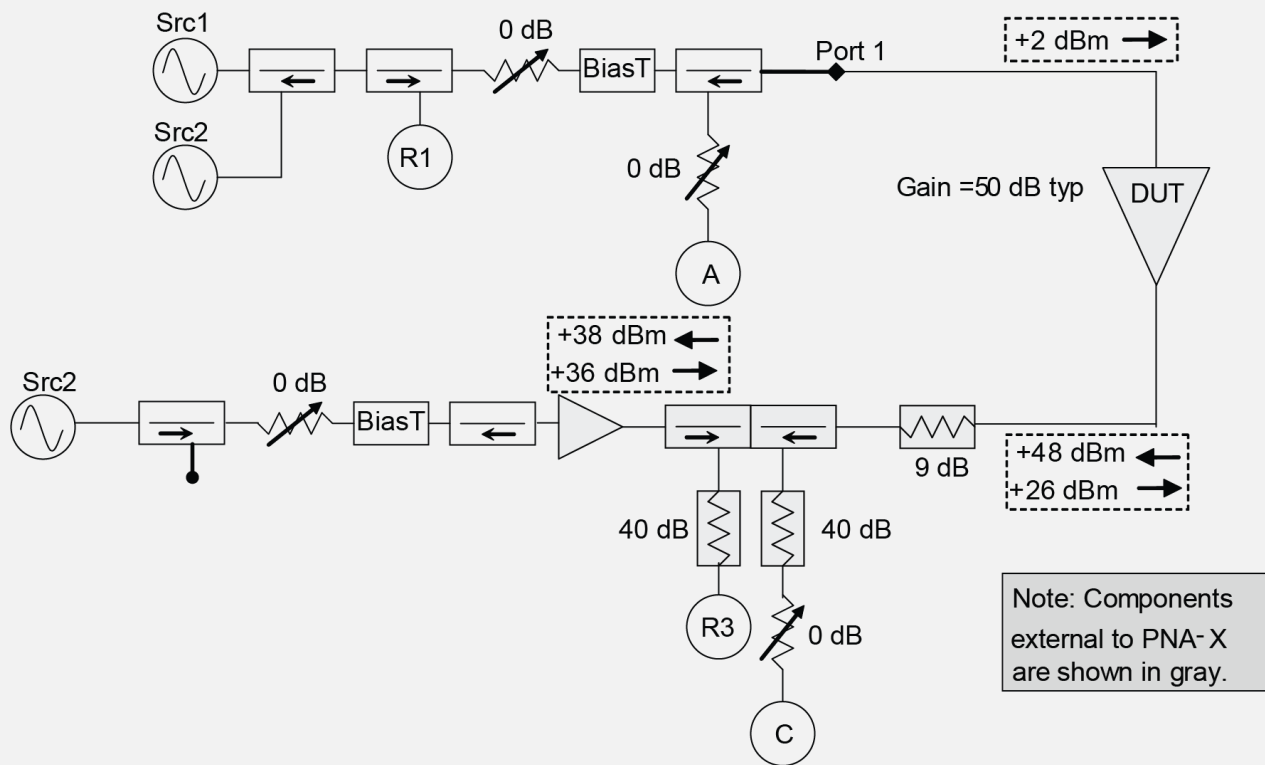 Src1
0 dB
Port 1
+2 dBm
BiasT
Src2
R1
0 dB
Gain =50 dB typ
DUT
A
+38 dBm
+36 dBm
Src2
0 dB
BiasT
9 dB
+48 dBm
+26 dBm
40 dB
40 dB
R3
0 dB
C
Note: Components
external to PNA-X
are shown in gray.